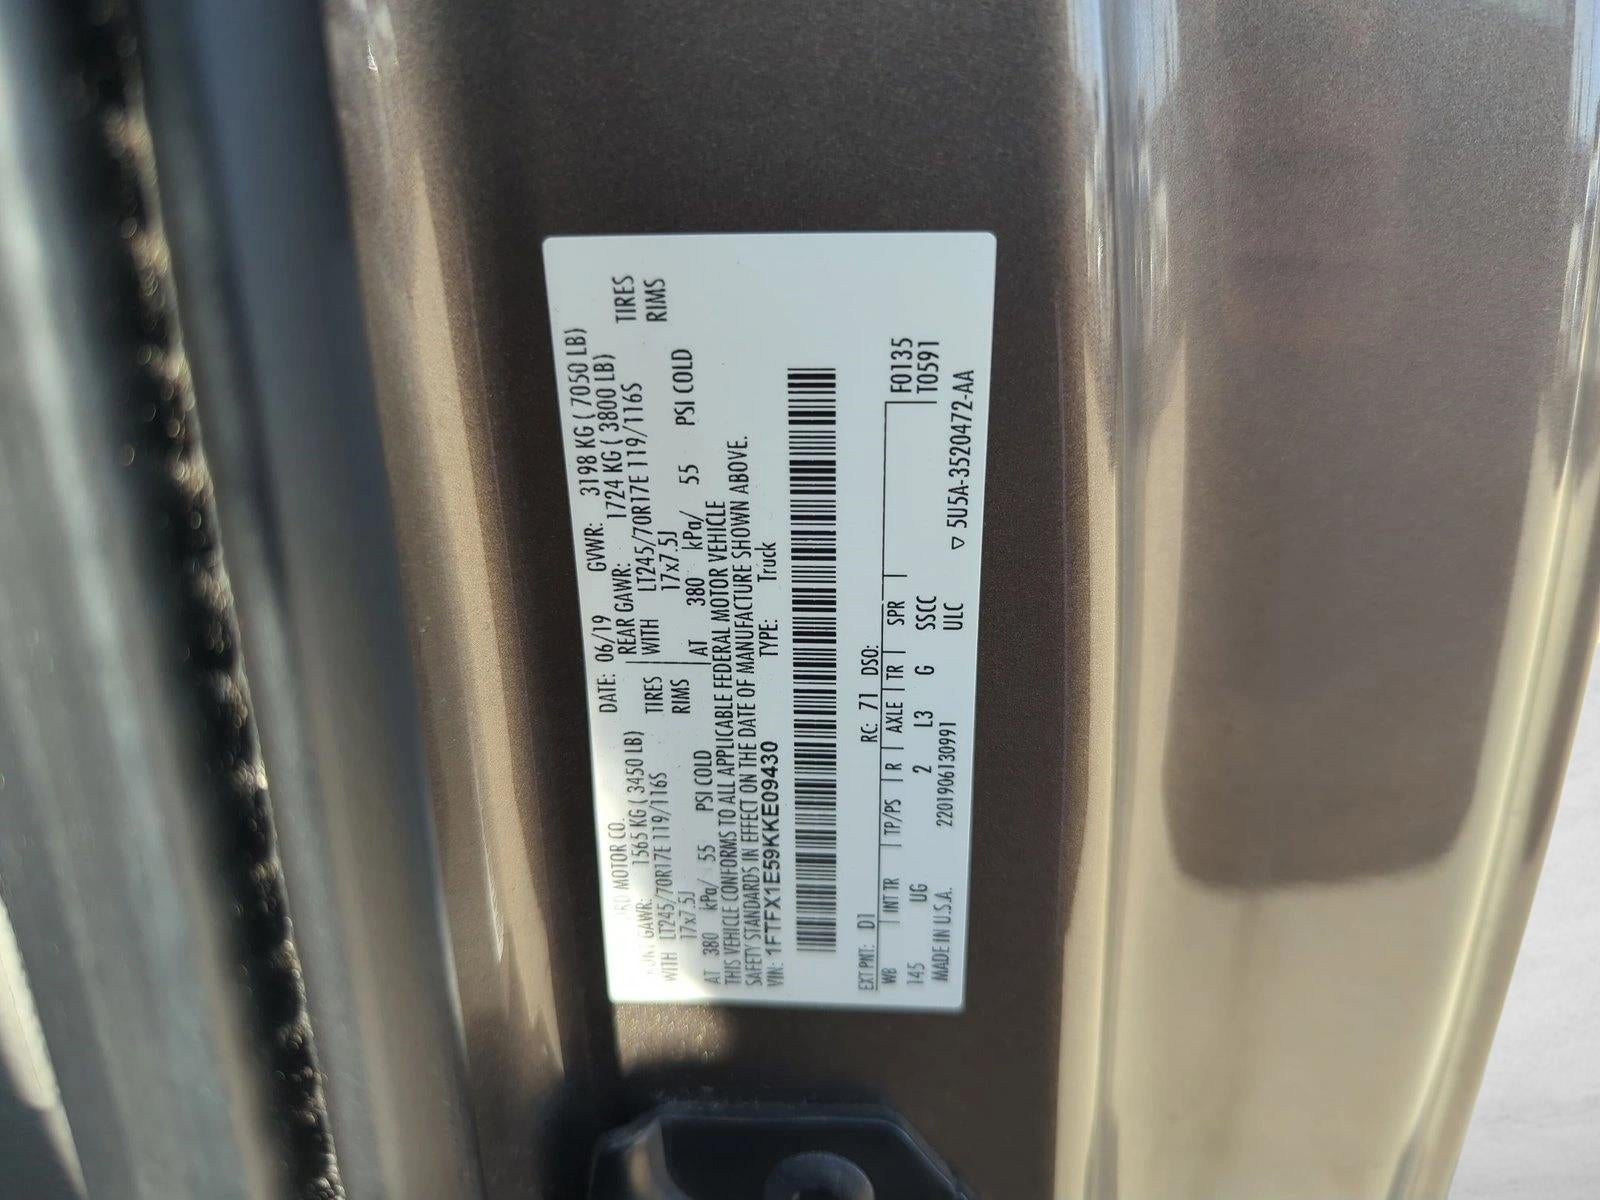 MOTOR CO. DATE: 06/19 GVWR: 3198 KG ( 7050 LB)
GAWR: 1565 KG ( 3450 LB) REAR GAWR: 1724 KG ( 3800 LB)
WITH LT245/70R17E 119/116S TIRES WITH LT245/70R17E 119/116S TIRES
17x7.5J RIMS 17x7.5J RIMS
AT 380 kPa/ 55 PSI COLD AT 380 kPa/ 55 PSI COLD
THIS VEHICLE CONFORMS TO ALL APPLICABLE FEDERAL MOTOR VEHICLE
SAFETY STANDARDS IN EFFECT ON THE DATE OF MANUFACTURE SHOWN ABOVE.
VIN: 1FTFX1E59KKE09430 TYPE: Truck
EXT PNT: D1 RC: 71 DSO:
WB INT TR TP/PS R AXLE TR SPR F0135
145 UG 2 L3 G SSCC T0591
ULC
MADE IN U.S.A. 220190613099​1 ▽ 5U5A-3520472-AA